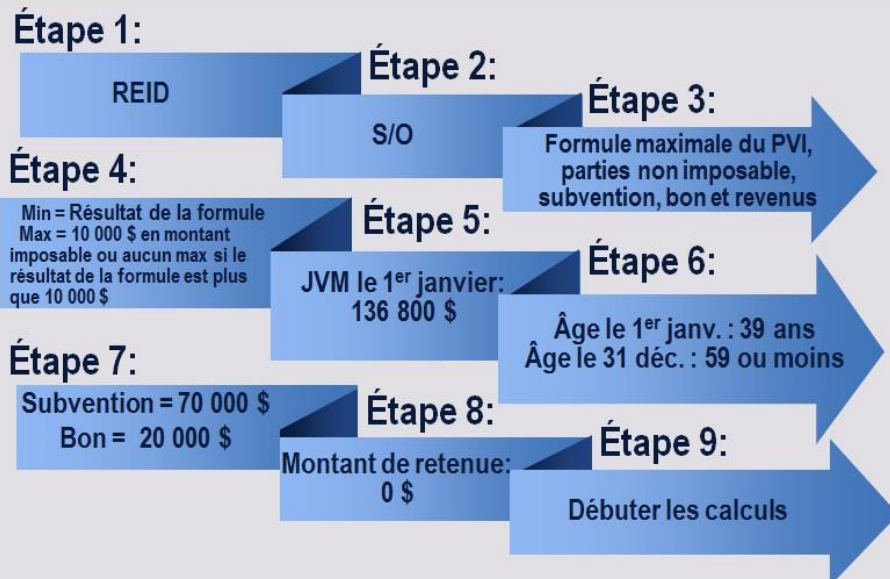 Étape 1:
REID
Étape 2:
S/O
Étape 3:
Formule maximale du PVI,
parties non imposable,
subvention, bon et revenus
Étape 4:
Min = Résultat de la formule
Max = 10 000 $ en montant
imposable ou aucun max si le
résultat de la formule est plus
que 10 000 $
Étape 5:
JVM le 1er janvier:
136 800 $
Étape 6:
Âge le 1er janv. : 39 ans
Âge le 31 déc. : 59 ou moins
Étape 7:
Subvention = 70 000 $
Bon = 20 000 $
Étape 8:
Montant de retenue:
0 $
Étape 9:
Débuter les calculs